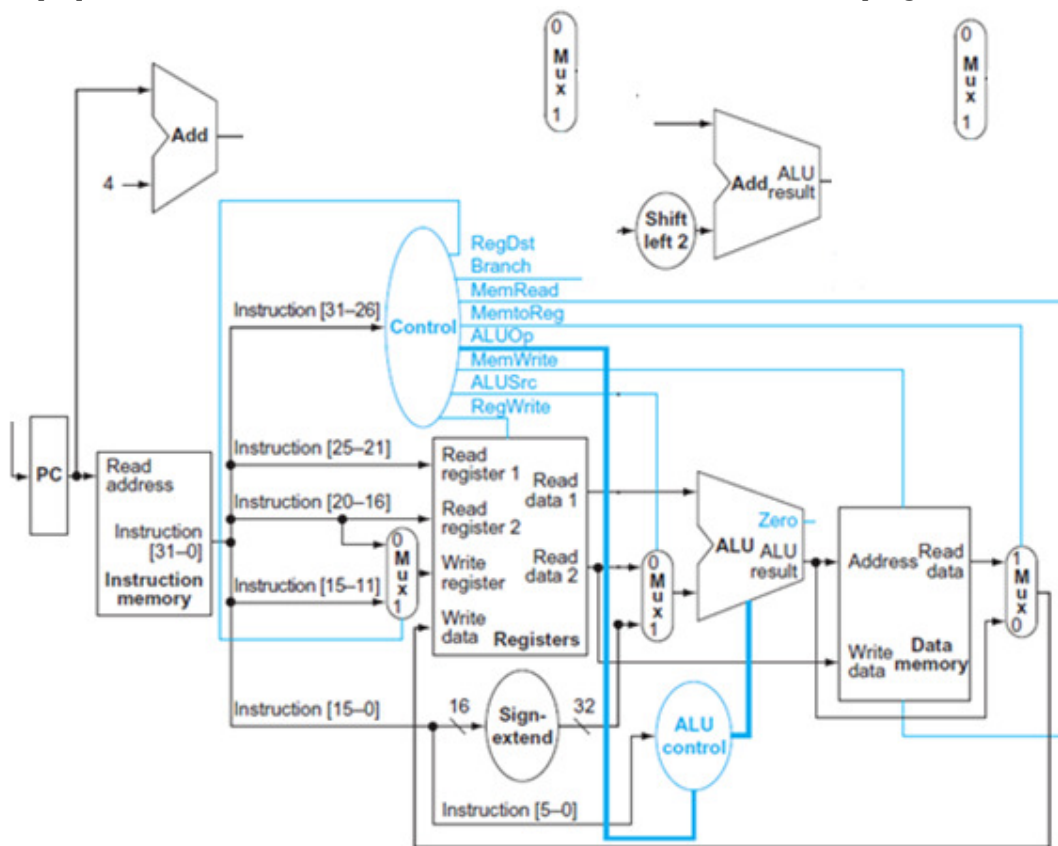 0
Mux
1
0
Mux
1
Add
4
Add ALU
result
Shift
left 2
RegDst
Branch
MemRead
MemtoReg
ALUOp
MemWrite
ALUSrc
RegWrite
Instruction [31–26]
Control
PC
Read
address
Instruction
[31–0]
Instruction
memory
Instruction [25–21]
Instruction [20–16]
Instruction [15–11]
0
Mux
1
Read
register 1
Read
register 2
Write
register
Write
data
Read
data 1
Read
data 2
Registers
0
Mux
1
Zero
ALU ALU
result
Address
Read
data
Write
data
Data
memory
1
Mux
0
Instruction [15–0]
16
Sign-
extend
32
ALU
control
Instruction [5–0]